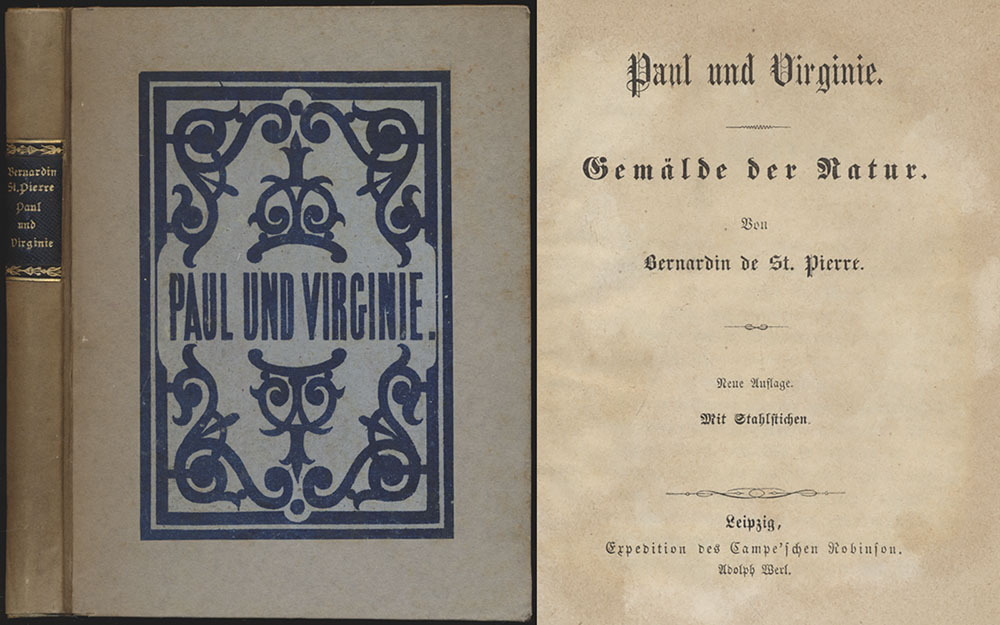 Bernardin
St. Pierre
Paul
und
Virginie
PAUL UND VIRGINIE.
Paul und Virginie.
Gemälde der Natur.
Von
Bernardin de St. Pierre.
Neue Auflage.
Mit Stahlstichen.
Leipzig,
Expedition des Campe'schen Robinson.
Adolph Werl.